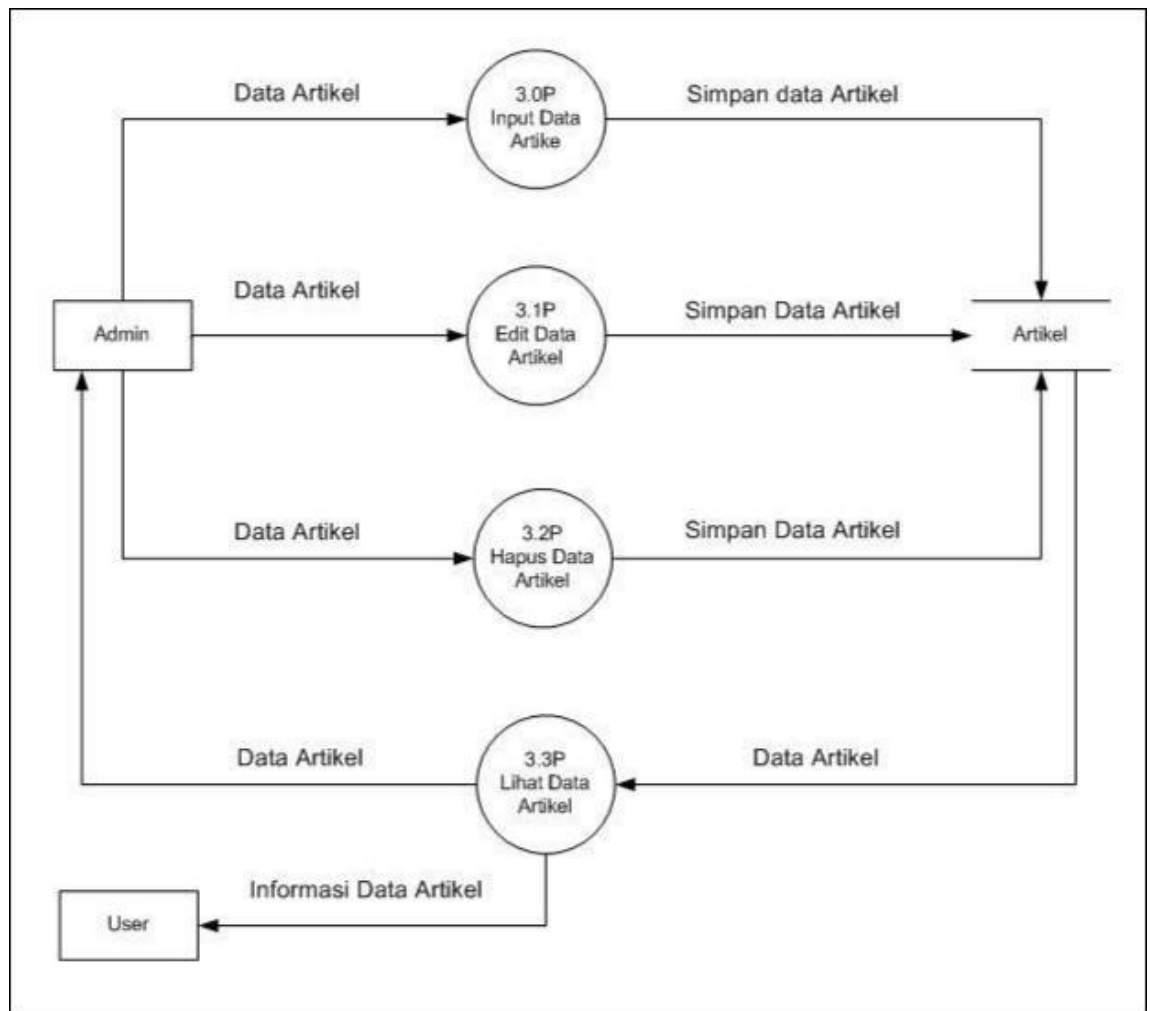 Data Artikel
3.0P
Input Data
Artike
Simpan data Artikel
Data Artikel
3.1P
Edit Data
Artikel
Simpan Data Artikel
Admin
Artikel
Data Artikel
3.2P
Hapus Data
Artikel
Simpan Data Artikel
Data Artikel
3.3P
Lihat Data
Artikel
Data Artikel
Informasi Data Artikel
User